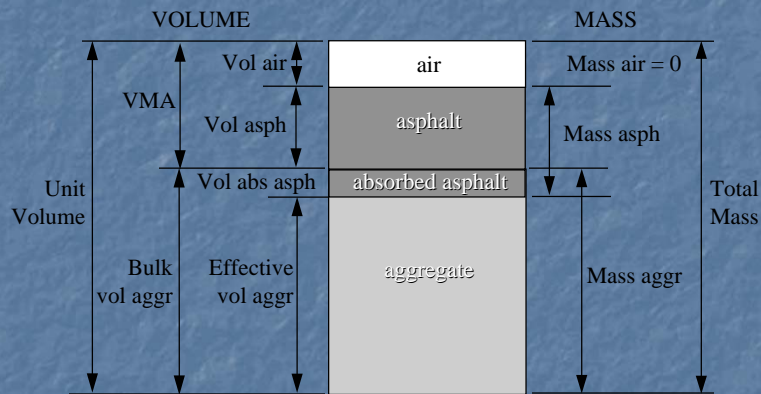 VOLUME
MASS
Vol air
air
Mass air = 0
VMA
Vol asph
asphalt
Mass asph
Vol abs asph
absorbed asphalt
Unit
Volume
Total
Mass
Bulk
vol aggr
Effective
vol aggr
aggregate
Mass aggr